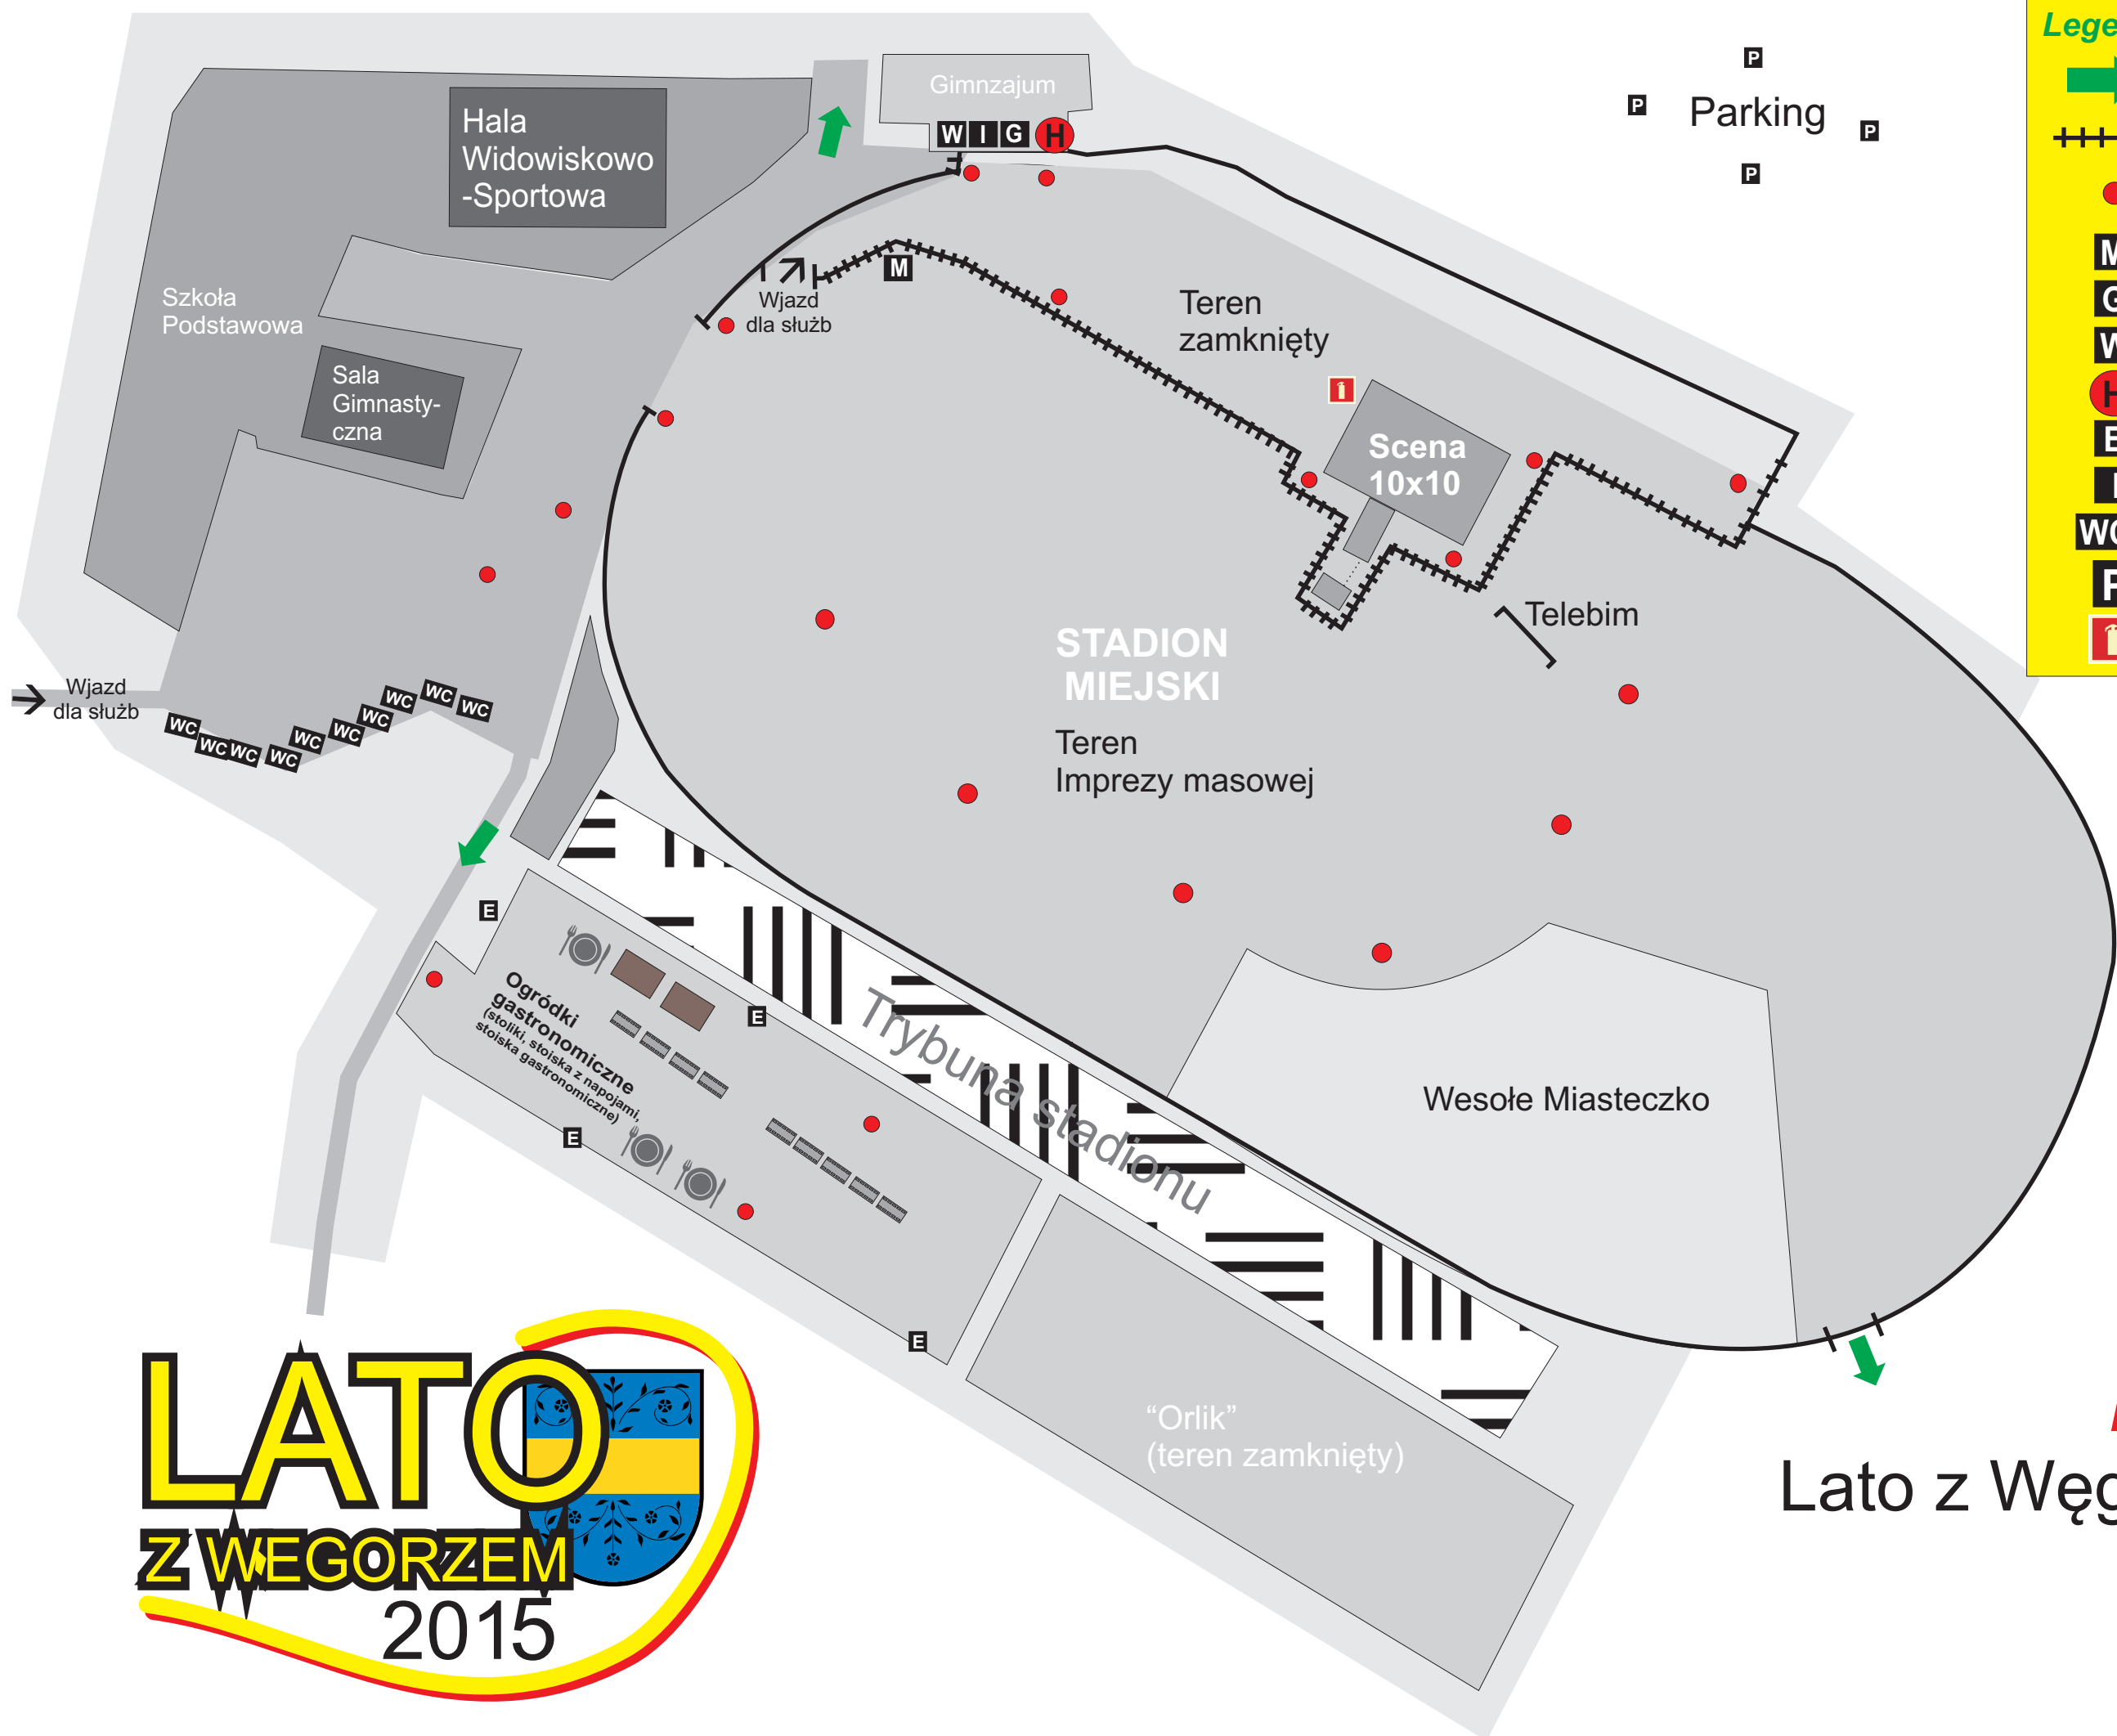 Gimnzajum
W I G H
Hala
Widowiskowo
-Sportowa
P
P
Parking
P
P
M
Wjazd
dla służb
Szkoła
Podstawowa
Sala
Gimnasty-
czna
Teren
zamknięty
Scena
10x10
Telebim
STADION
MIEJSKI
Teren
Imprezy masowej
Wjazd
dla służb
WC
WC
WC
WC
WC
WC
WC
WC
WC
WC
E
Ogródki
gastronomiczne
(stoliki, stoiska z napojami,
stoiska gastronomiczne)
E
E
E
Trybuna stadionu
Wesołe Miasteczko
“Orlik”
(teren zamknięty)
LATO
Z WĘGORZEM
2015
Lato z
M
G
H
E
P